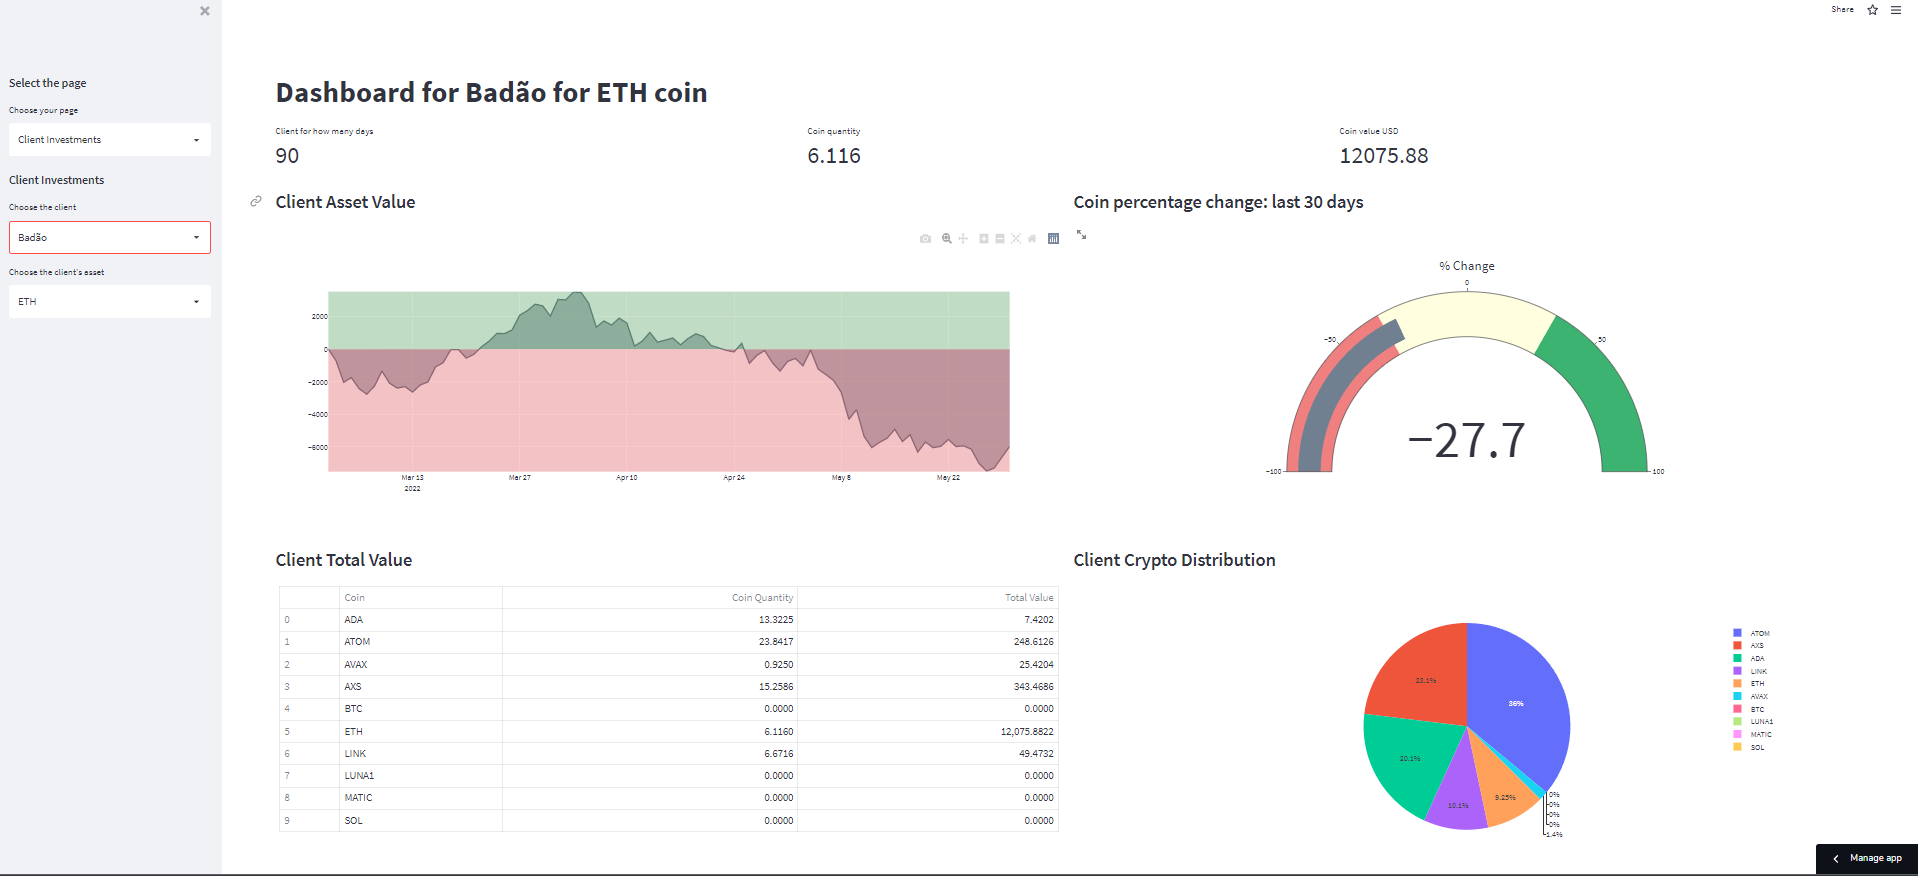 Share
Select the page
Choose your page
Client Investments
Client Investments
Choose the client
Badão
Choose the client's asset
ETH
Dashboard for Badão for ETH coin
Client for how many days
90
Coin quantity
6.116
Coin value USD
12075.88
Client Asset Value
2000
0
−2000
−4000
−6000
Mar 13
2022
Mar 27
Apr 10
Apr 24
May 8
May 22
Coin percentage change: last 30 days
% Change
0
−50
50
−100
100
−27.7
Client Total Value
Coin Coin Quantity Total Value
0 ADA 13.3225 7.4202
1 ATOM 23.8417 248.6126
2 AVAX 0.9250 25.4204
3 AXS 15.2586 343.4686
4 BTC 0.0000 0.0000
5 ETH 6.1160 12,075.8822
6 LINK 6.6716 49.4732
7 LUNA1 0.0000 0.0000
8 MATIC 0.0000 0.0000
9 SOL 0.0000 0.0000
Client Crypto Distribution
23.1%
36%
20.1%
10.1%
9.25%
0%
0%
0%
0%
1.4%
ATOM
AXS
ADA
LINK
ETH
AVAX
BTC
LUNA1
MATIC
SOL
Manage app